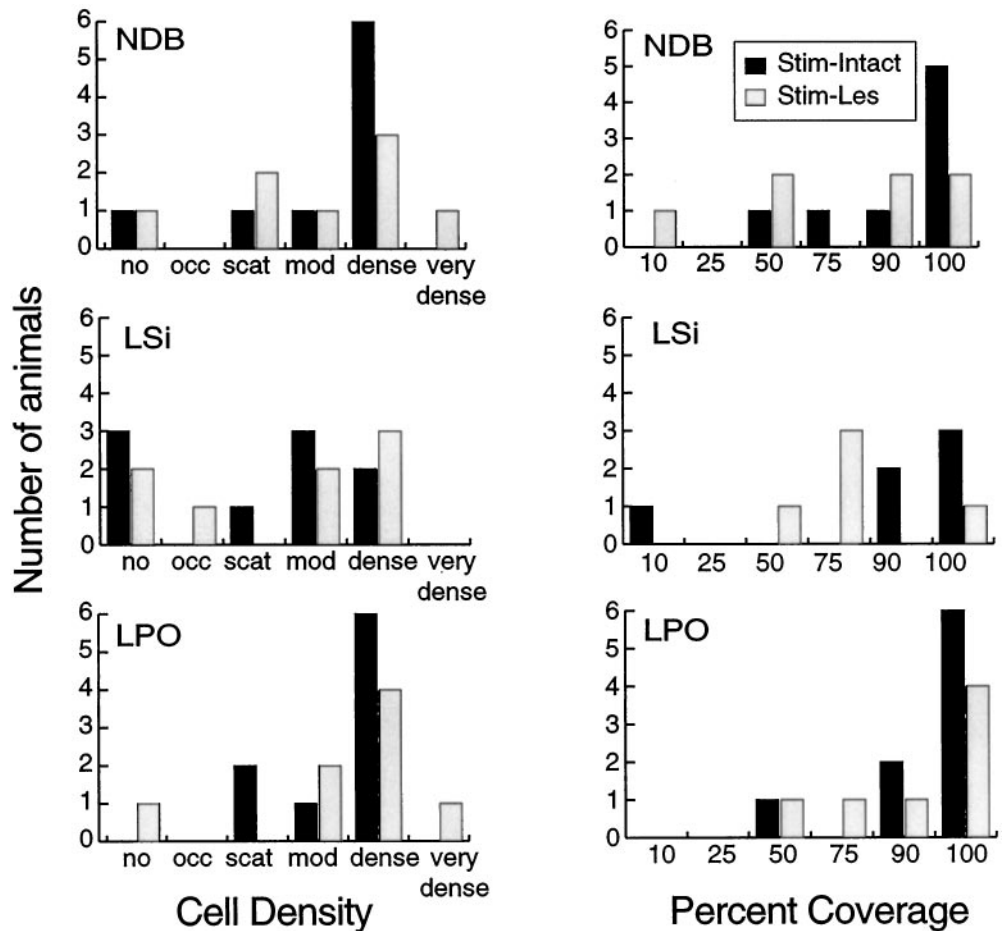 NDB
6
5
4
3
2
1
0
no occ scat mod dense very
dense
NDB
Stim-Intact
Stim-Les
6
5
4
3
2
1
0
10 25 50 75 90 100
Number of animals
LSi
6
5
4
3
2
1
0
no occ scat mod dense very
dense
LSi
6
5
4
3
2
1
0
10 25 50 75 90 100
LPO
6
5
4
3
2
1
0
no occ scat mod dense very
dense
Cell Density
LPO
6
5
4
3
2
1
0
10 25 50 75 90 100
Percent Coverage